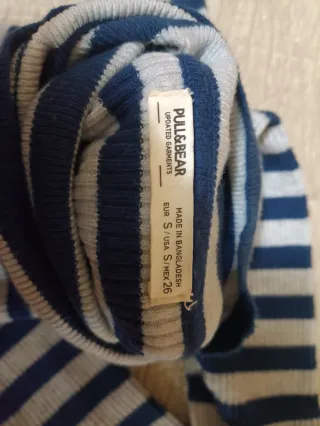 PULL&BEAR
UPDATED GARMENTS
MADE IN BANGLADESH
EUR S/USA S/MEX 26